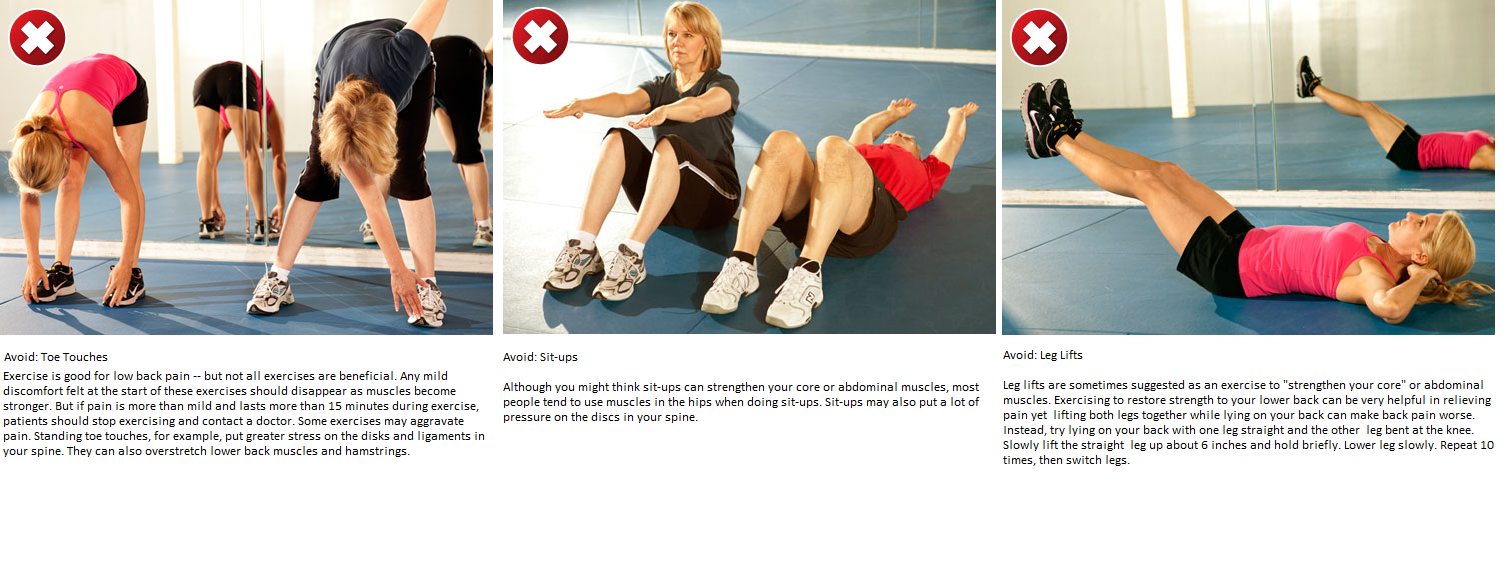 Avoid: Toe Touches
Exercise is good for low back pain -- but not all exercises are beneficial. Any mild
discomfort felt at the start of these exercises should disappear as muscles become
stronger. But if pain is more than mild and lasts more than 15 minutes during exercise,
patients should stop exercising and contact a doctor. Some exercises may aggravate
pain. Standing toe touches, for example, put greater stress on the disks and ligaments in
your spine. They can also overstretch lower back muscles and hamstrings.
Avoid: Sit-ups
Although you might think sit-ups can strengthen your core or abdominal muscles, most
people tend to use muscles in the hips when doing sit-ups. Sit-ups may also put a lot of
pressure on the discs in your spine.
Avoid: Leg Lifts
Leg lifts are sometimes suggested as an exercise to "strengthen your core" or abdominal
muscles. Exercising to restore strength to your lower back can be very helpful in relieving
pain yet  lifting both legs together while lying on your back can make back pain worse.
Instead, try lying on your back with one leg straight and the other  leg bent at the knee.
Slowly lift the straight  leg up about 6 inches and hold briefly. Lower leg slowly. Repeat 10
times, then switch legs.